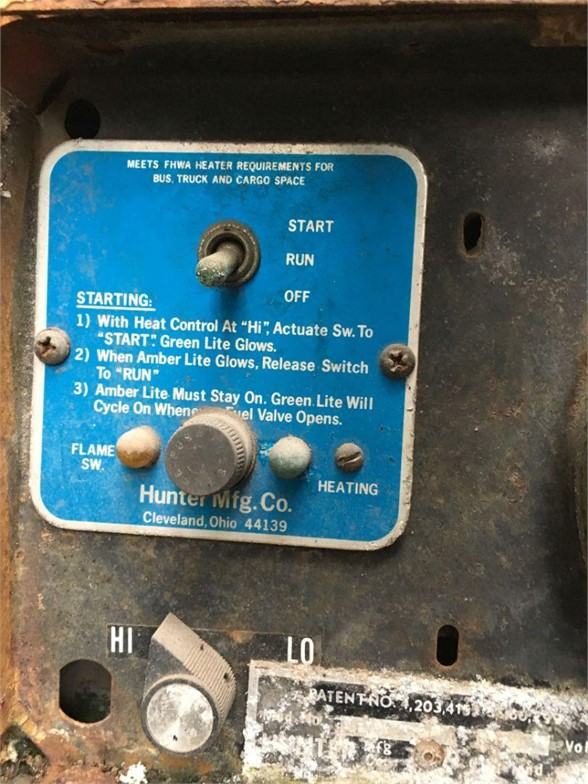 MEETS FHWA HEATER REQUIREMENTS FOR
BUS, TRUCK AND CARGO SPACE
START
RUN
OFF
STARTING:
1) With Heat Control At "Hi", Actuate Sw. To
"START". Green Lite Glows.
2) When Amber Lite Glows, Release Switch
To "RUN"
3) Amber Lite Must Stay On. Green Lite Will
Cycle On Fuel Valve Opens.
FLAME
SW.
HEATING
Hunter Mfg. Co.
Cleveland, Ohio 44139
HI
LO
PATENT NO.
Mod. No.
Mfg